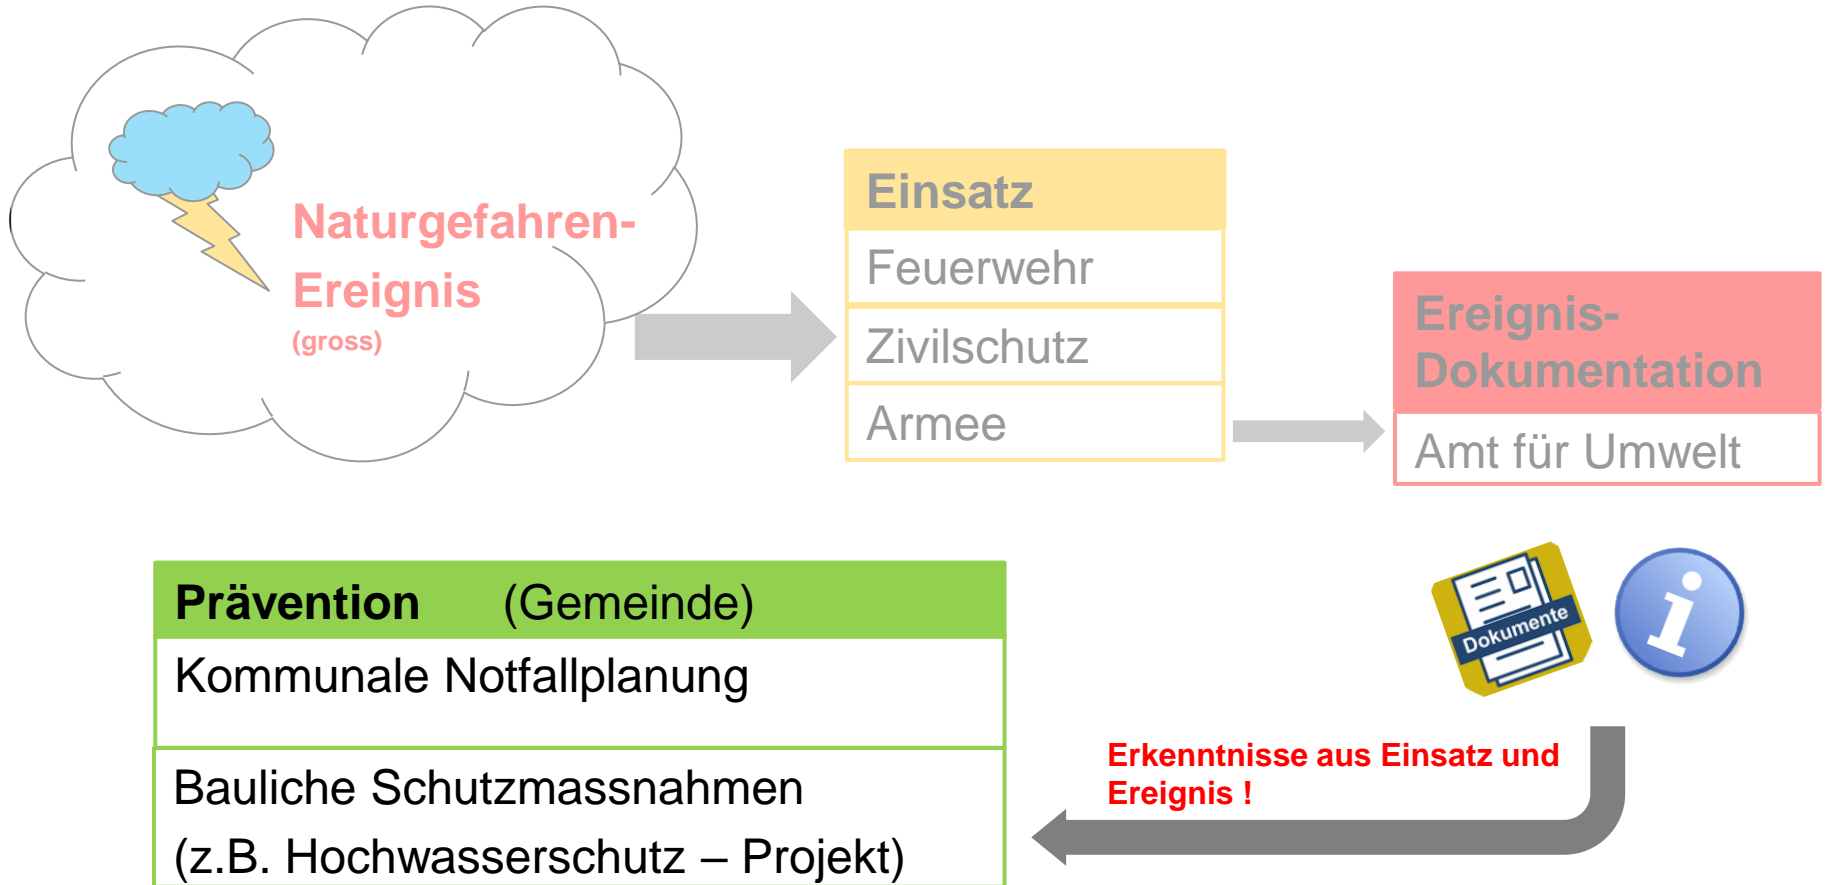 Naturgefahren-
Ereignis
(gross)
Einsatz
Feuerwehr
Zivilschutz
Armee
Ereignis-
Dokumentation
Amt für Umwelt
Dokumente
i
Prävention (Gemeinde)
Kommunale Notfallplanung
Bauliche Schutzmassnahmen
(z.B. Hochwasserschutz – Projekt)
Erkenntnisse aus Einsatz und
Ereignis !